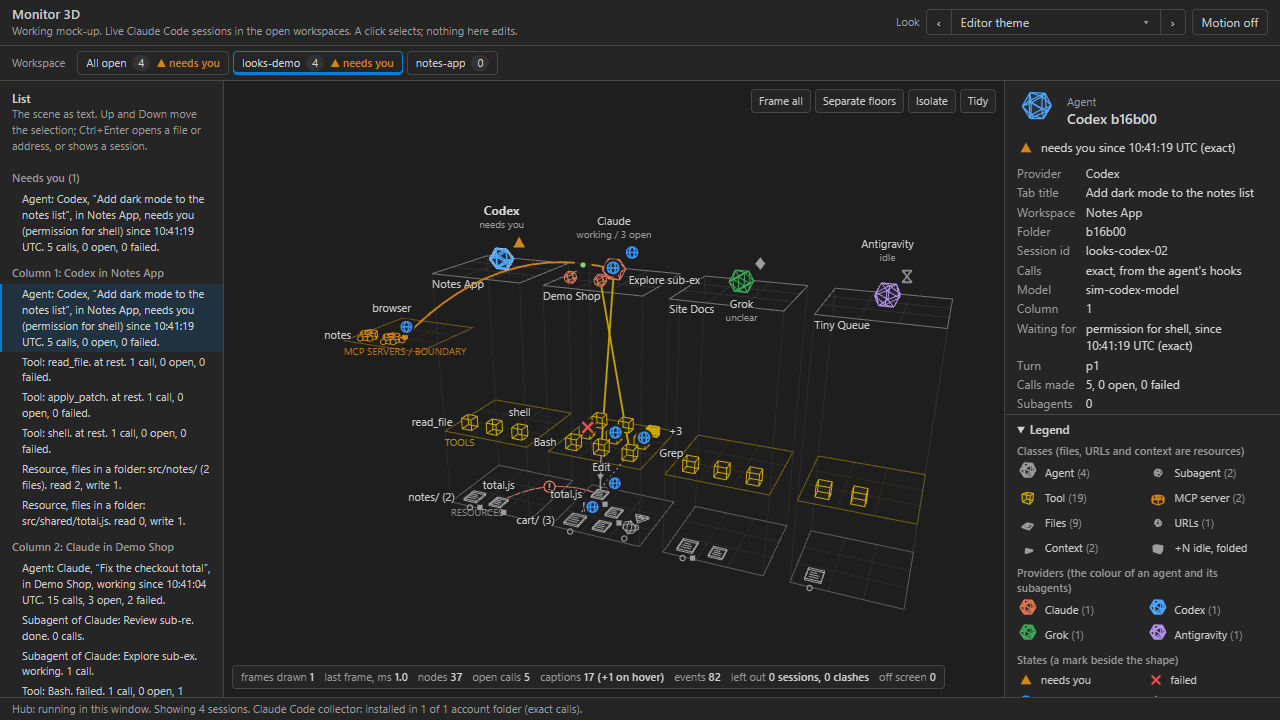 Monitor 3D
Working mock-up. Live Claude Code sessions in the open workspaces. A click selects; nothing here edits.
Look
‹
Editor theme
›
Motion off
Workspace
All open 4 needs you
looks-demo 4 needs you
notes-app 0
List
The scene as text. Up and Down move
the selection; Ctrl+Enter opens a file or
address, or shows a session.
Needs you (1)
Agent: Codex, "Add dark mode to the
notes list", in Notes App, needs you
(permission for shell) since 10:41:19
UTC. 5 calls, 0 open, 0 failed.
Column 1: Codex in Notes App
Agent: Codex, "Add dark mode to the
notes list", in Notes App, needs you
(permission for shell) since 10:41:19
UTC. 5 calls, 0 open, 0 failed.
Tool: read_file. at rest. 1 call, 0 open, 0
failed.
Tool: apply_patch. at rest. 1 call, 0
open, 0 failed.
Tool: shell. at rest. 1 call, 0 open, 0
failed.
Resource, files in a folder: src/notes/ (2
files). read 2, write 1.
Resource, files in a folder:
src/shared/total.js. read 0, write 1.
Column 2: Claude in Demo Shop
Agent: Claude, "Fix the checkout total",
in Demo Shop, working since 10:41:04
UTC. 15 calls, 3 open, 2 failed.
Subagent of Claude: Review sub-re.
done. 0 calls.
Subagent of Claude: Explore sub-ex.
working. 1 call.
Tool: Bash. failed. 1 call, 0 open, 1
Frame all
Separate floors
Isolate
Tidy
Codex
needs you
Claude
working / 3 open
Antigravity
idle
Notes App
Demo Shop
Explore sub-ex
Site Docs
Grok
unclear
Tiny Queue
browser
notes
MCP SERVERS / BOUNDARY
read_file
shell
TOOLS
Bash
+3
Grep
Edit
notes/ (2)
total.js
total.js
RESOURCES
cart/ (3)
frames drawn 1 last frame, ms 1.0 nodes 37 open calls 5 captions 17 (+1 on hover) events 82 left out 0 sessions, 0 clashes off screen 0
Agent
Codex b16b00
needs you since 10:41:19 UTC (exact)
Provider Codex
Tab title Add dark mode to the notes list
Workspace Notes App
Folder b16b00
Session id looks-codex-02
Calls exact, from the agent's hooks
Model sim-codex-model
Column 1
Waiting for permission for shell, since
10:41:19 UTC (exact)
Turn p1
Calls made 5, 0 open, 0 failed
Subagents 0
Legend
Classes (files, URLs and context are resources)
Agent (4) Subagent (2)
Tool (19) MCP server (2)
Files (9) URLs (1)
Context (2) +N idle, folded
Providers (the colour of an agent and its
subagents)
Claude (1) Codex (1)
Grok (1) Antigravity (1)
States (a mark beside the shape)
needs you failed
Hub: running in this window. Showing 4 sessions. Claude Code collector: installed in 1 of 1 account folder (exact calls).